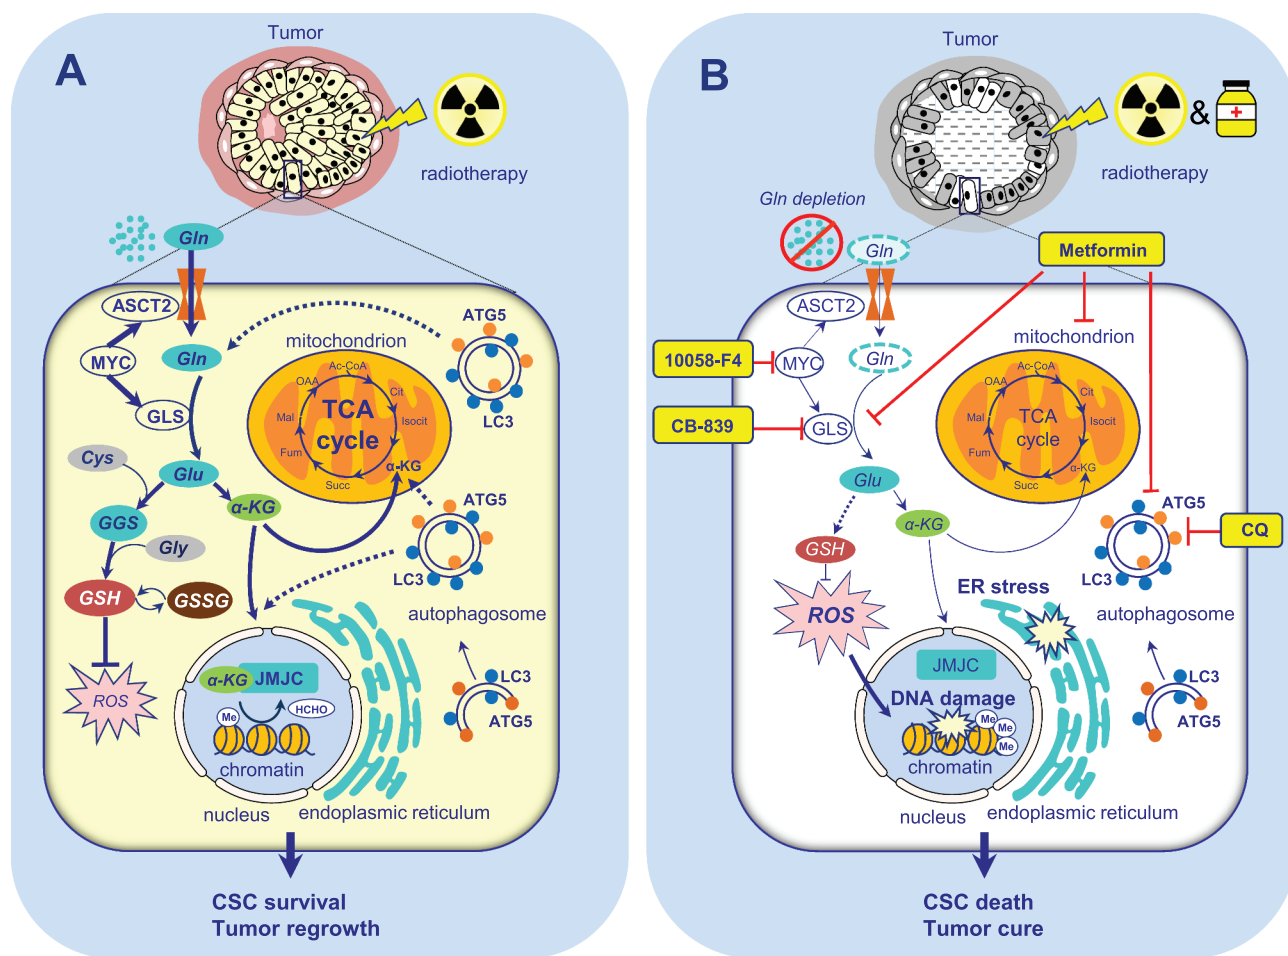 A
Tumor
radiotherapy
Gln
ASCT2
MYC
GLS
Gln
ATG5
LC3
mitochondrion
Ac-CoA
OAA
Cit
Mal
TCA
cycle
Isocit
Fum
α-KG
Succ
Cys
Glu
α-KG
GGS
Gly
GSH
GSSG
ROS
ATG5
LC3
autophagosome
LC3
ATG5
α-KG
JMJC
Me
HCHO
chromatin
nucleus
endoplasmic reticulum
CSC survival
Tumor regrowth
B
Tumor
&
radiotherapy
Gln depletion
Gln
Metformin
ASCT2
10058-F4
MYC
Gln
CB-839
GLS
mitochondrion
Ac-CoA
OAA
Cit
Mal
TCA
cycle
Isocit
Fum
α-KG
Succ
Glu
α-KG
GSH
ROS
ATG5
CQ
LC3
ER stress
autophagosome
LC3
ATG5
JMJC
DNA damage
Me
Me
Me
chromatin
nucleus
endoplasmic reticulum
CSC death
Tumor cure